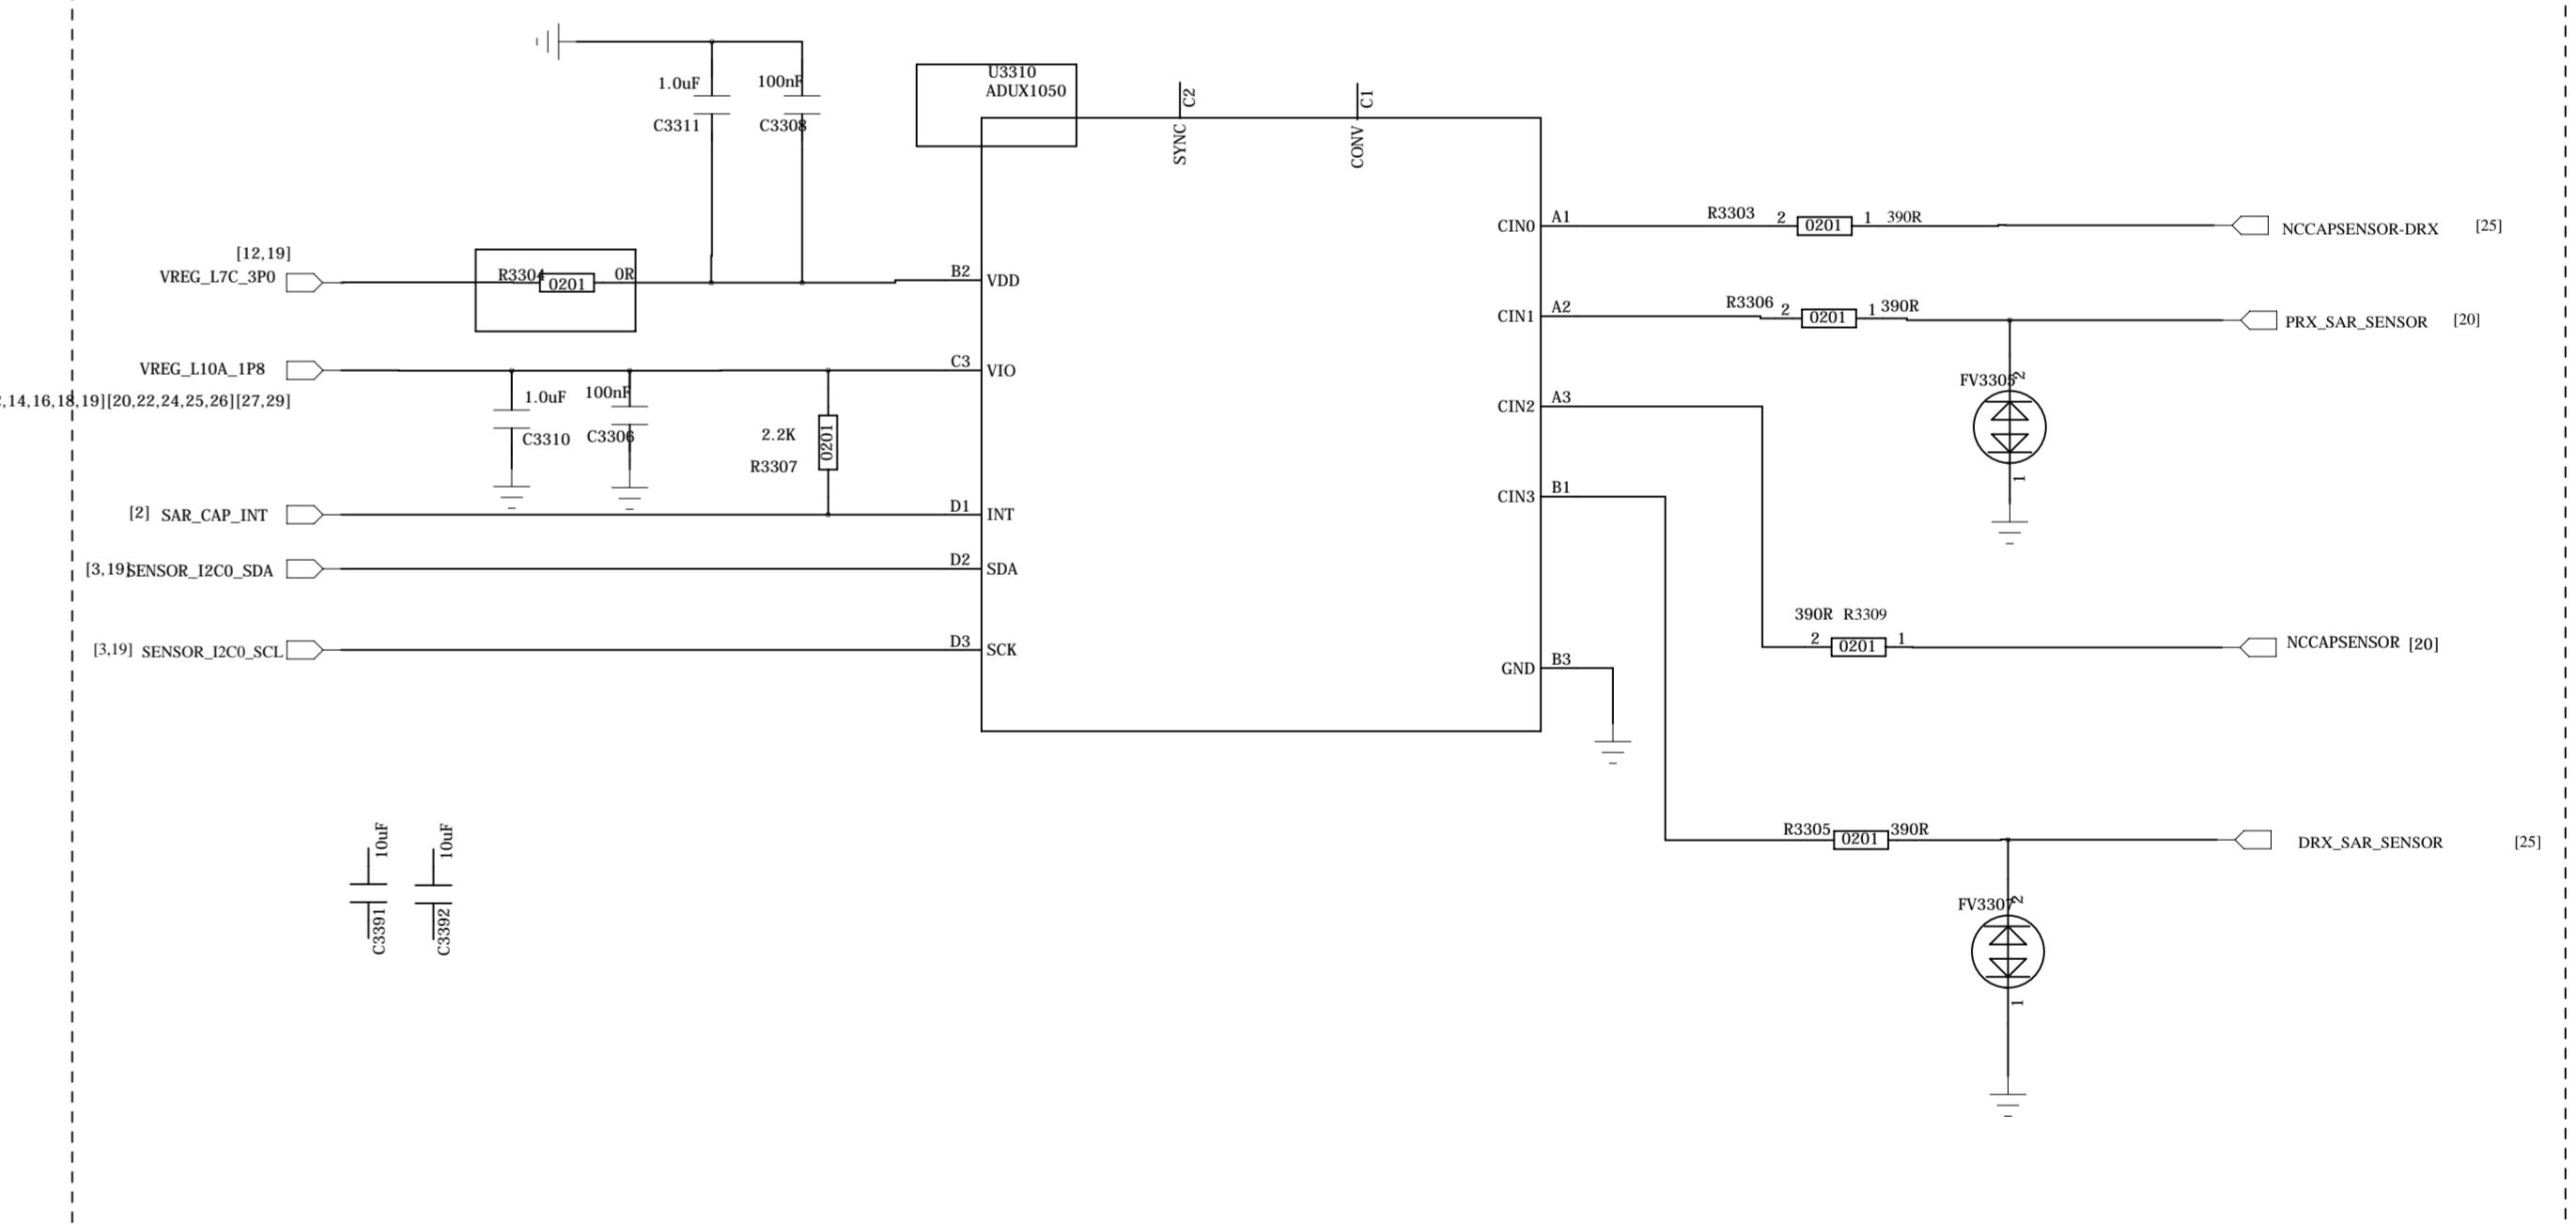 U3310
ADUX1050
1.0uF
100nF
C3311
C3308
C2
SYNC
C1
CONV
[12,19]
VREG_L7C_3P0
R3304
0201
0R
B2
VDD
VREG_L10A_1P8
C3
VIO
,14,16,18,19][20,22,24,25,26][27,29]
1.0uF
100nF
C3310
C3306
2.2K
R3307
0201
[2] SAR_CAP_INT
D1
INT
[3,19]
SENSOR_I2C0_SDA
D2
SDA
[3,19] SENSOR_I2C0_SCL
D3
SCK
CIN0
A1
R3303
2
0201
1
390R
NCCAPSENSOR-DRX
[25]
CIN1
A2
R3306
2
0201
1
390R
PRX_SAR_SENSOR
[20]
FV3305
2
1
CIN2
A3
CIN3
B1
390R R3309
2
0201
1
NCCAPSENSOR [20]
GND
B3
R3305
0201
390R
DRX_SAR_SENSOR
[25]
FV3307
2
1
10uF
C3391
10uF
C3392